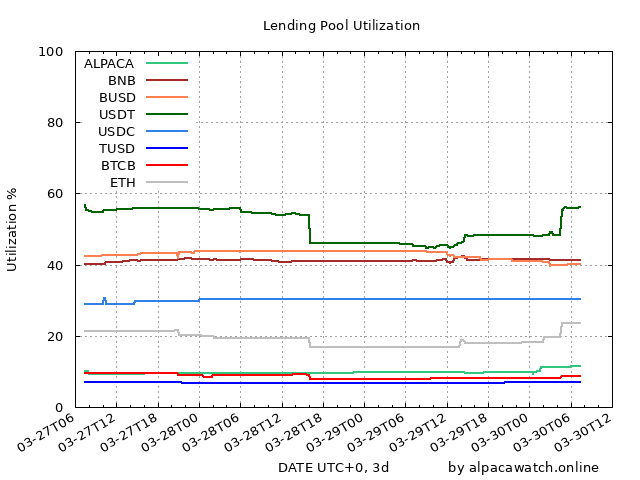 Lending Pool Utilization
100
80
60
40
20
0
Utilization %
ALPACA
BNB
BUSD
USDT
USDC
TUSD
BTCB
ETH
03-27T06
03-27T12
03-27T18
03-28T00
03-28T06
03-28T12
03-28T18
03-29T00
03-29T06
03-29T12
03-29T18
03-30T00
03-30T06
03-30T12
DATE UTC+0, 3d
by alpacawatch.online